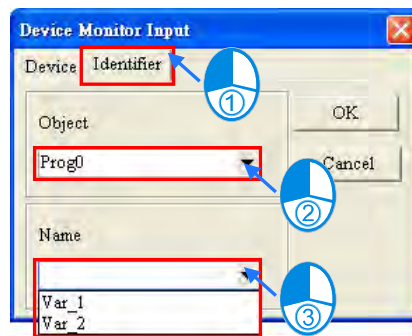 Device Monitor Input
Device Identifier
1
Object
OK
Prog0
Cancel
2
Name
Var_1
3
Var_2